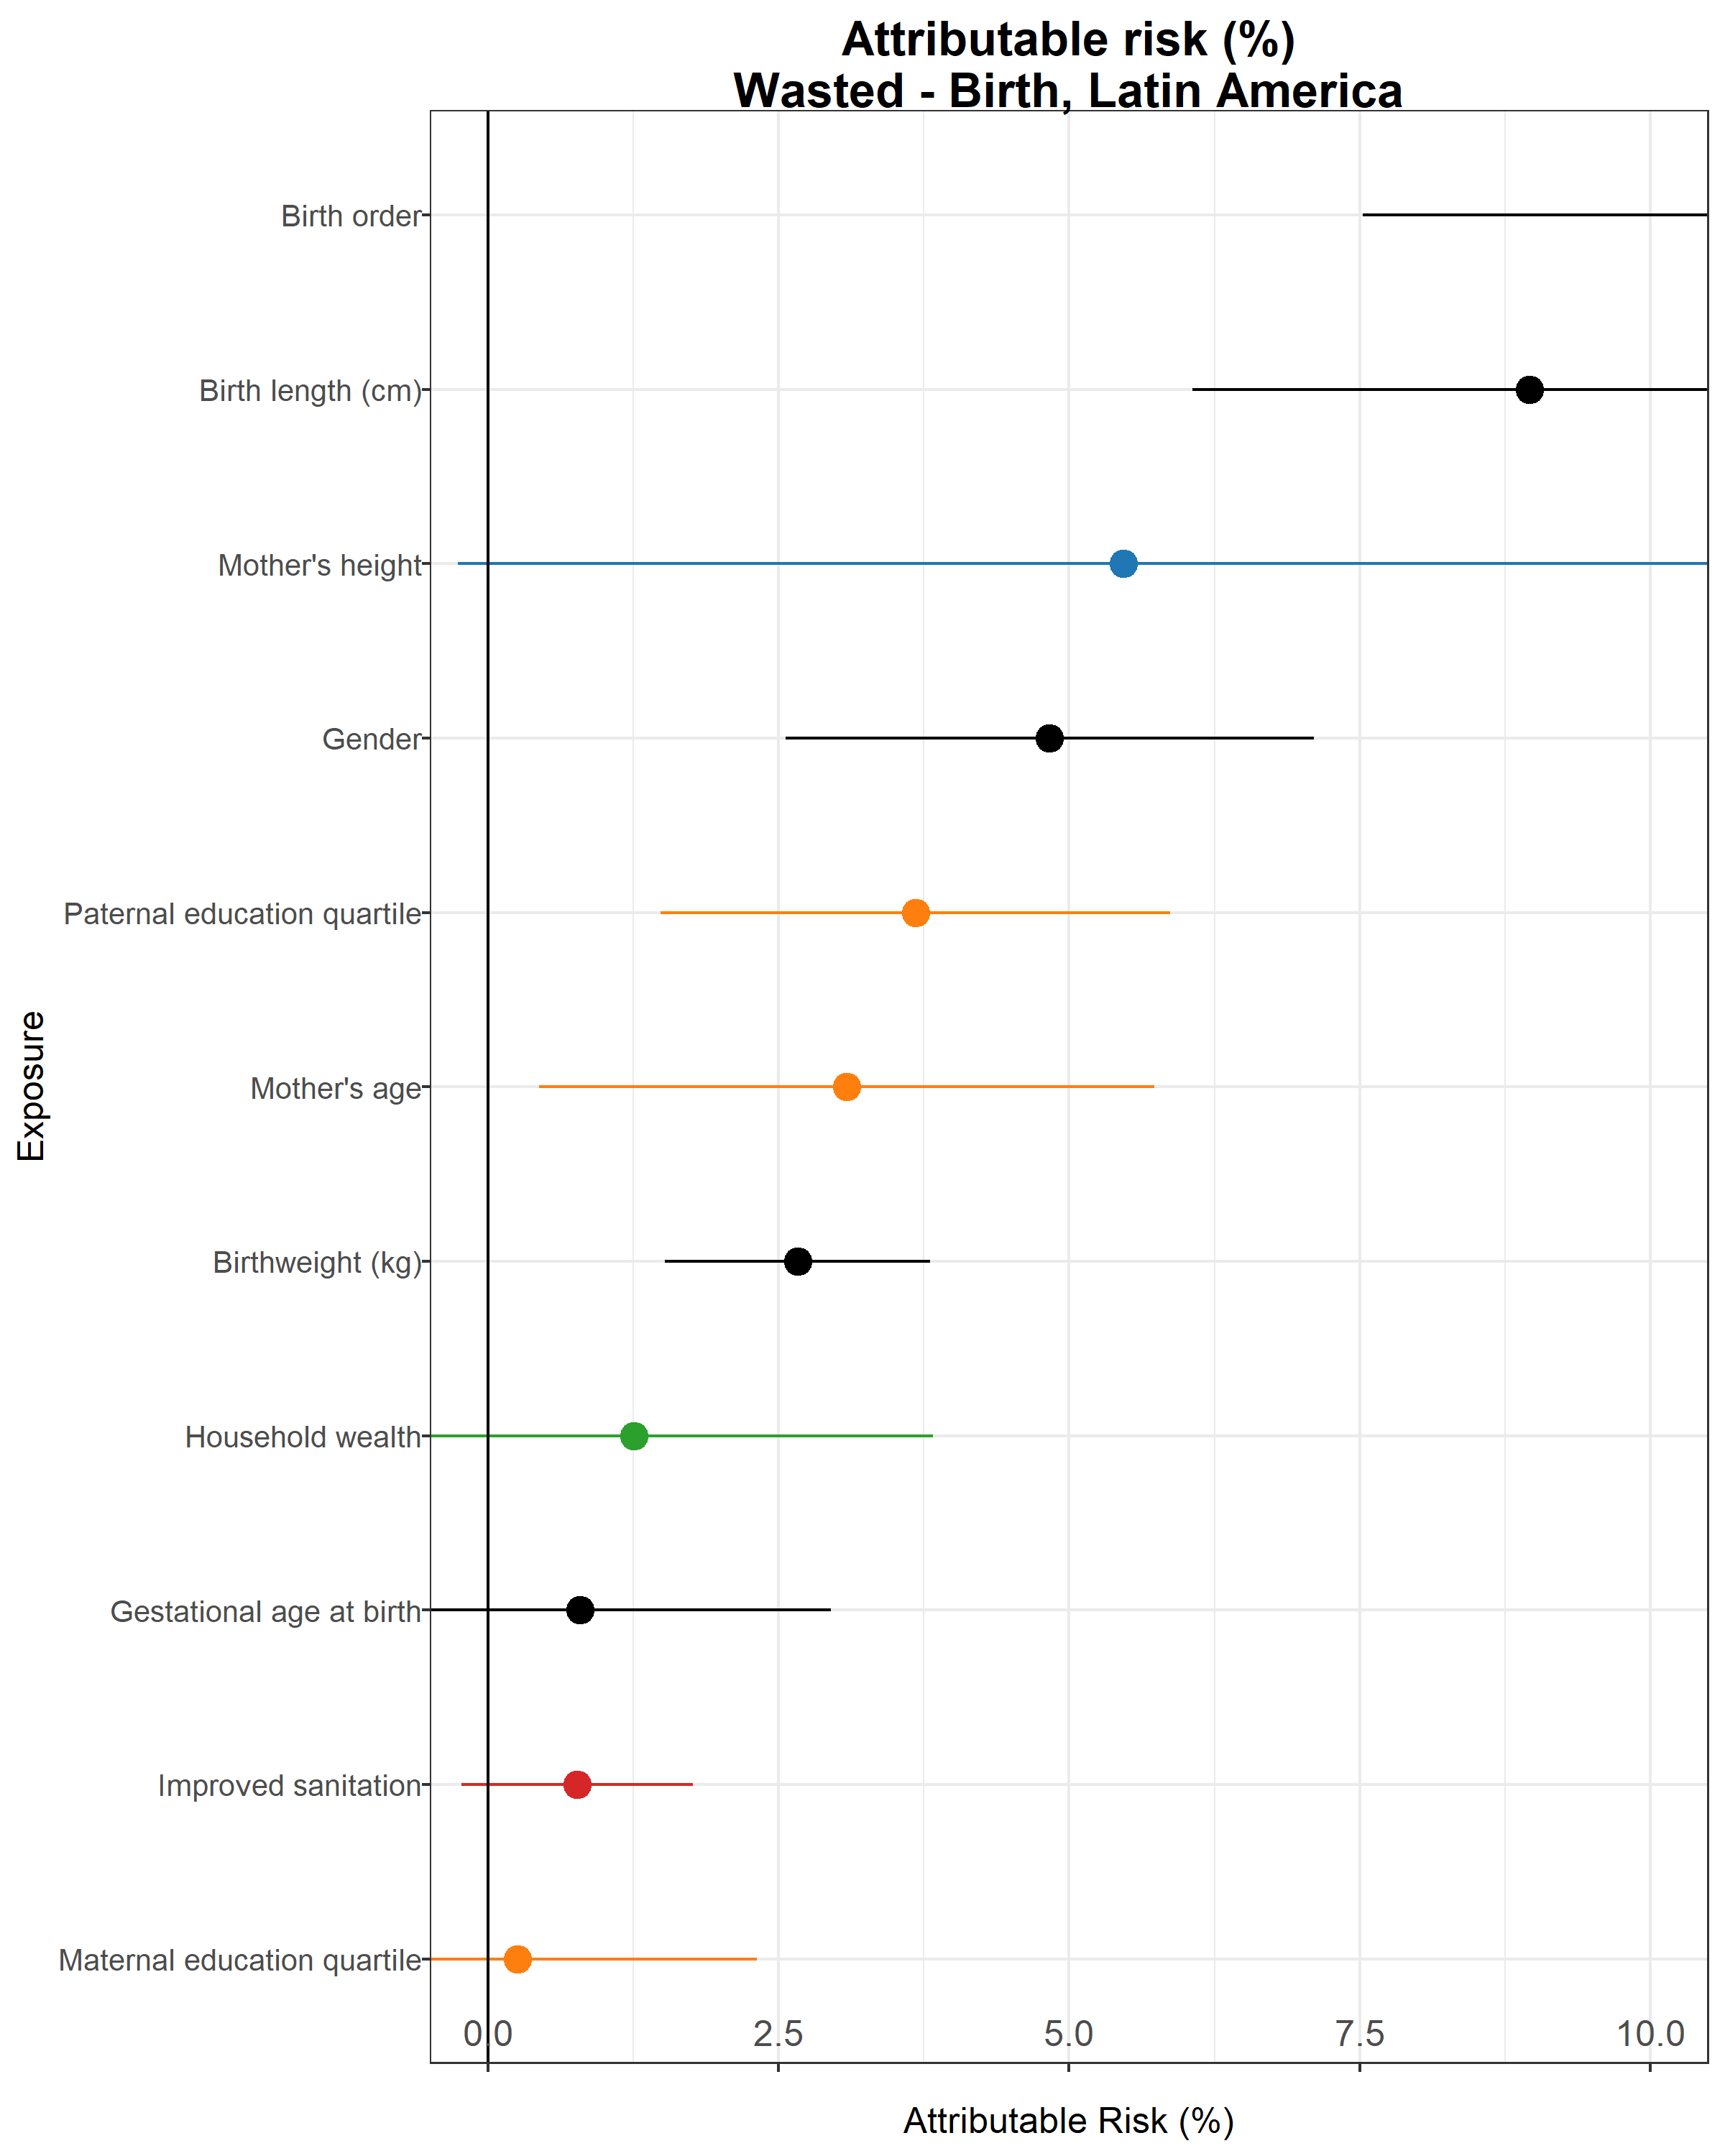 Attributable risk (%)
Wasted - Birth, Latin America
Birth order
Birth length (cm)
Mother's height
Gender
Paternal education quartile
Mother's age
Birthweight (kg)
Household wealth
Gestational age at birth
Improved sanitation
Maternal education quartile
Exposure
0.0 2.5 5.0 7.5 10.0
Attributable Risk (%)